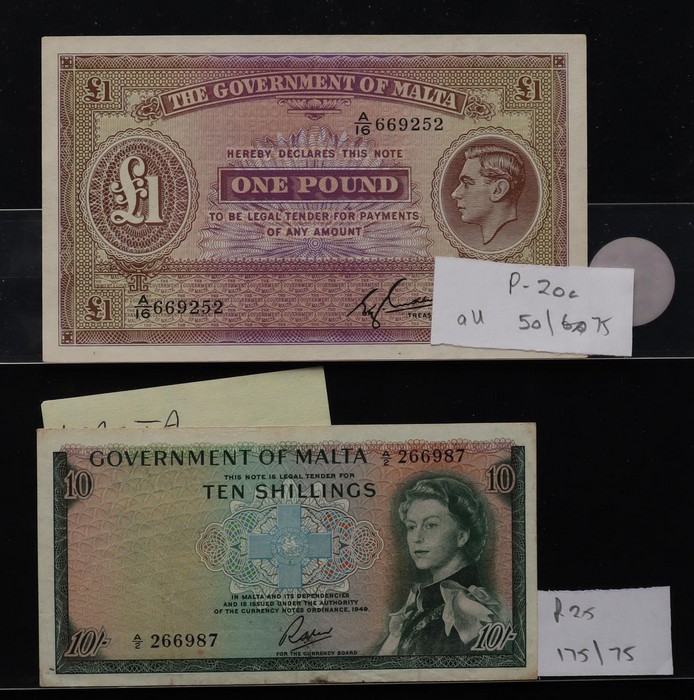 THE GOVERNMENT OF MALTA
£1
£1
A/16 669252
HEREBY DECLARES THIS NOTE
ONE POUND
£1
TO BE LEGAL TENDER FOR PAYMENTS
OF ANY AMOUNT
£1
A/16 669252
TREAS
P-20c
au 50/60 75
GOVERNMENT OF MALTA A/2 266987
10
THIS NOTE IS LEGAL TENDER FOR
10
TEN SHILLINGS
IN MALTA AND ITS DEPENDENCIES
AND IS ISSUED UNDER THE AUTHORITY
OF THE CURRENCY NOTES ORDINANCE, 1949.
10/- A/2 266987
10/-
FOR THE CURRENCY BOARD
P25
175/75